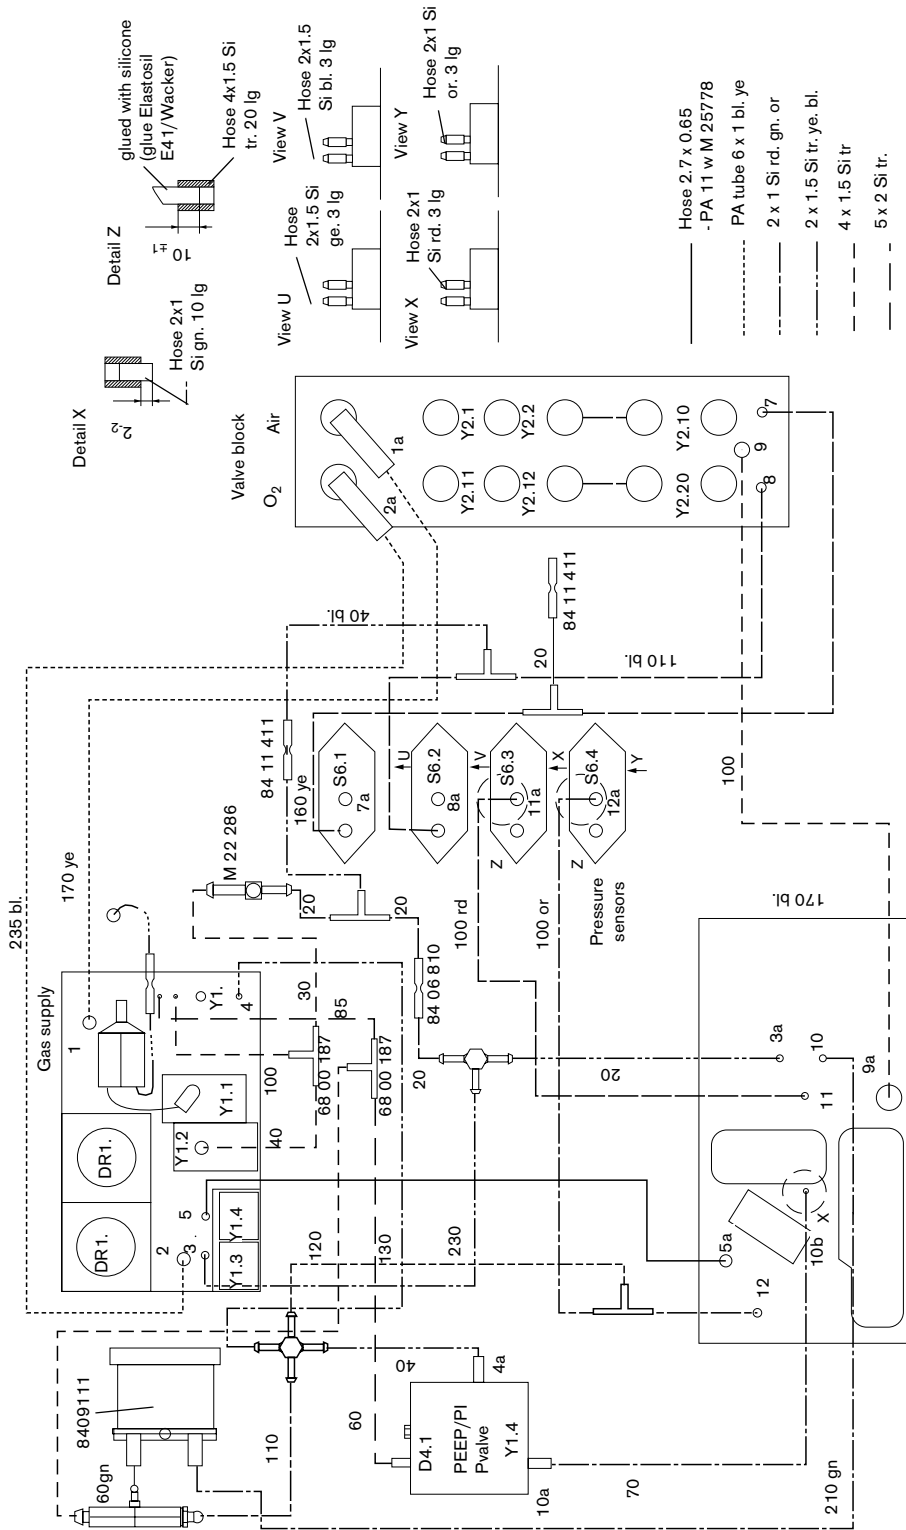 Detail X
2-2
Hose 2x1
Si gn. 10 lg
Detail Z
10 ±1
glued with silicone
(glue Elastosil
E41/Wacker)
Hose 4x1.5 Si
tr. 20 lg
View U
Hose
2x1.5 Si
ge. 3 lg
View V
Hose 2x1.5
Si bl. 3 lg
View X
Hose 2x1
Si rd. 3 lg
View Y
Hose 2x1 Si
or. 3 lg
Hose 2.7 x 0.65
- PA 11 w M 25778
PA tube 6 x 1 bl. ye
2 x 1 Si rd. gn. or
2 x 1.5 Si tr. ye. bl.
4 x 1.5 Si tr
5 x 2 Si tr.
Valve block
O2
Air
2a
1a
Y2.11
Y2.1
Y2.12
Y2.2
Y2.20
Y2.10
8
9
7
235 bl.
170 ye
40 bl.
84 11 411
20
84 11 411
110 bl.
160 ye
M 22 286
20
20
84 06 810
S6.1
7a
U
S6.2
8a
V
S6.3
11a
Z
X
S6.4
12a
Z
Y
Pressure
sensors
100 rd
100 or
100
Gas supply
1
DR1.
DR1.
2
3
.
5
Y1.2
Y1.1
Y1.3
Y1.4
Y1.
4
100
40
30
85
68 00 187
68 00 187
20
120
130
230
8409111
60gn
110
40
60
4a
D4.1
PEEP/PI
Pvalve
Y1.4
10a
70
210 gn
170 bl.
20
3a
10
11
9a
5a
12
10b
X